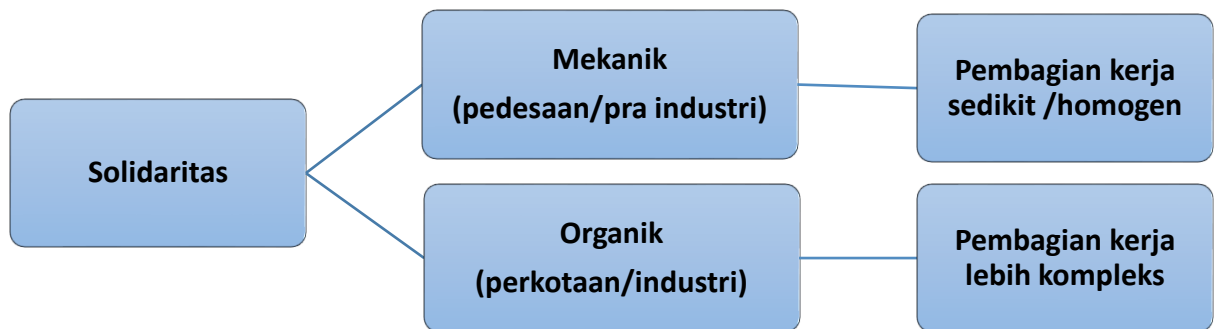 Solidaritas
Mekanik
(pedesaan/pra industri)
Pembagian kerja
sedikit /homogen
Organik
(perkotaan/industri)
Pembagian kerja
lebih kompleks